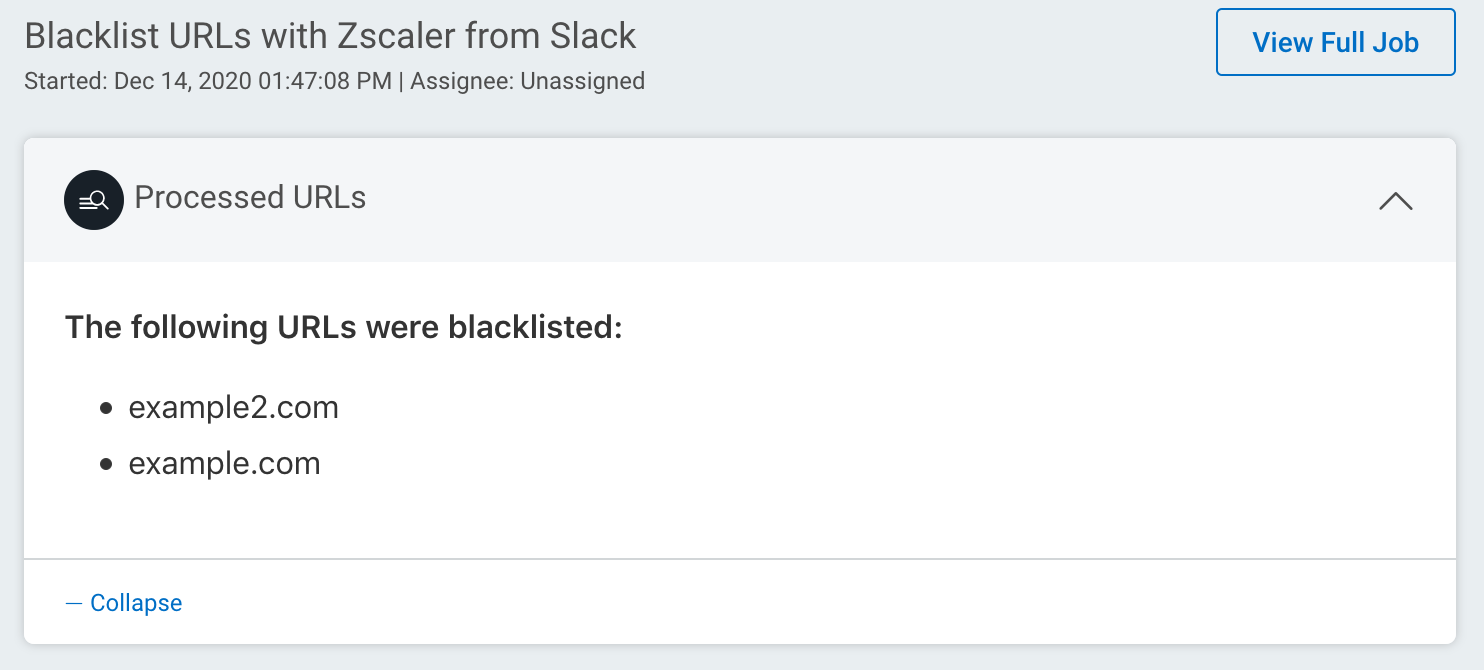 Blacklist URLs with Zscaler from Slack
View Full Job
Started: Dec 14, 2020 01:47:08 PM | Assignee: Unassigned
Processed URLs
The following URLs were blacklisted:
• example2.com
• example.com
— Collapse